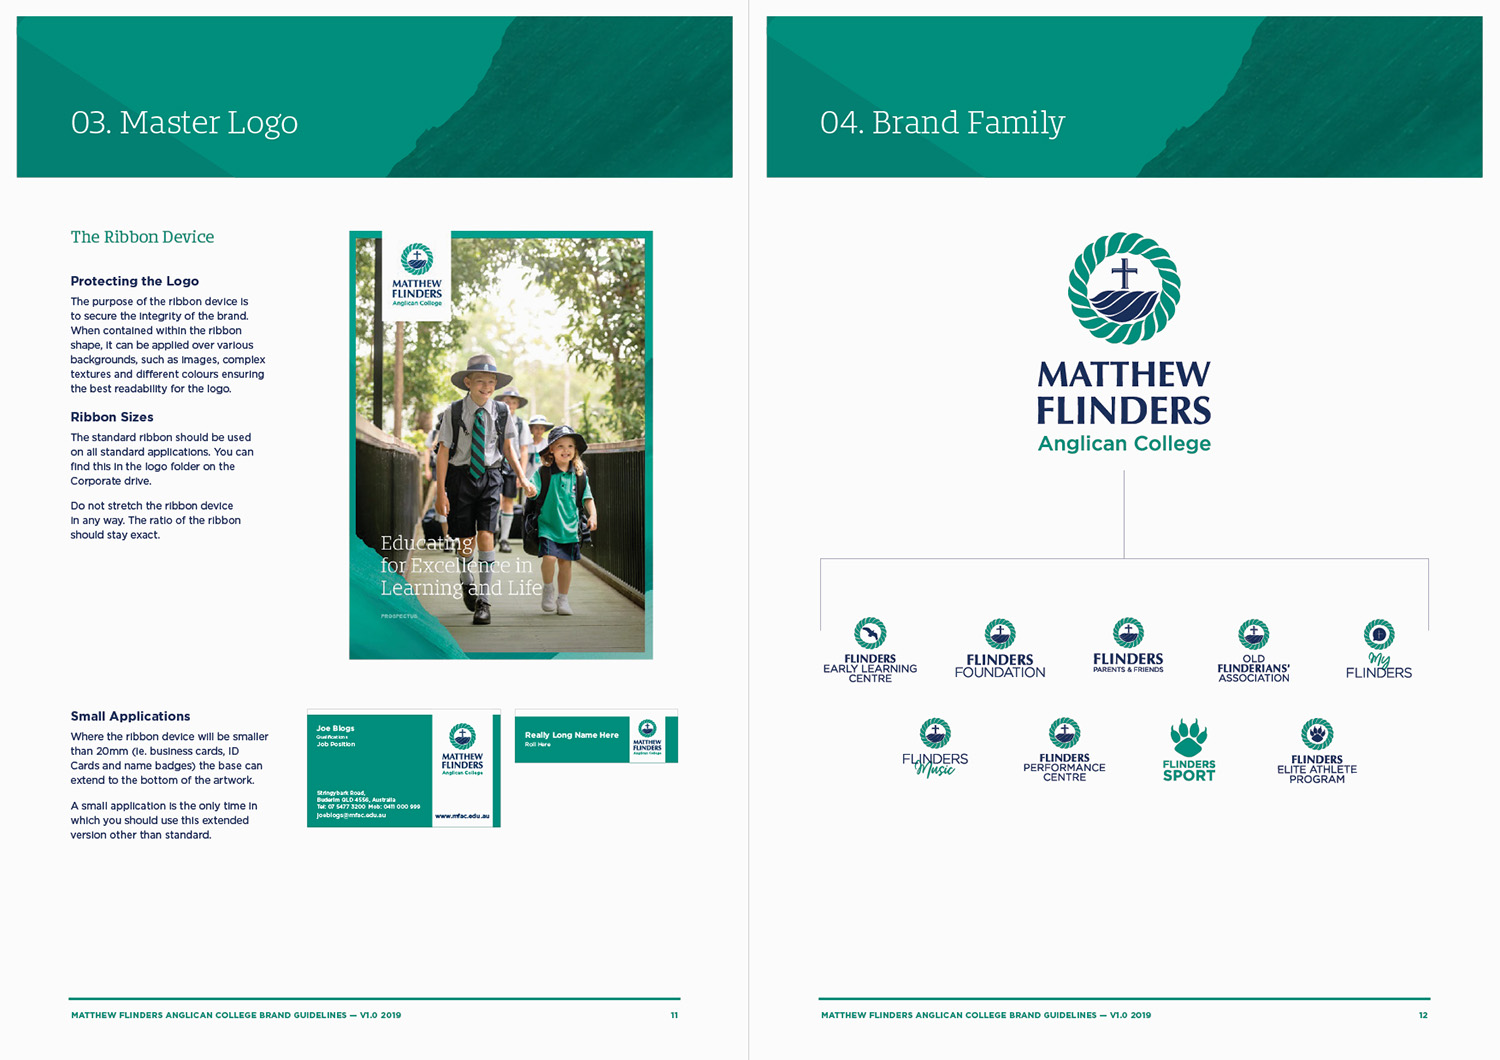 03. Master Logo
The Ribbon Device
Protecting the Logo
The purpose of the ribbon device is
to secure the integrity of the brand.
When contained within the ribbon
shape, it can be applied over various
backgrounds, such as images, complex
textures and different colours ensuring
the best readability for the logo.
Ribbon Sizes
The standard ribbon should be used
on all standard applications. You can
find this in the logo folder on the
Corporate drive.
Do not stretch the ribbon device
in any way. The ratio of the ribbon
should stay exact.
MATTHEW
FLINDERS
Anglican College
Educating
for Excellence in
Learning and Life
PROSPECTUS
Small Applications
Where the ribbon device will be smaller
than 20mm (ie. business cards, ID
Cards and name badges) the base can
extend to the bottom of the artwork.
A small application is the only time in
which you should use this extended
version other than standard.
Joe Blogs
Qualifications
Job Position
Stringybark Road,
Buderim QLD 4556, Australia
Tel: 07 5477 3200 Mob: 0411 000 999
joeblogs@mfac.edu.au
MATTHEW
FLINDERS
Anglican College
www.mfac.edu.au
Really Long Name Here
Roll Here
MATTHEW
FLINDERS
Anglican College
MATTHEW FLINDERS ANGLICAN COLLEGE BRAND GUIDELINES — V1.0 2019
11
04. Brand Family
MATTHEW
FLINDERS
Anglican College
FLINDERS
EARLY LEARNING
CENTRE
FLINDERS
FOUNDATION
FLINDERS
PARENTS & FRIENDS
OLD
FLINDERIANS'
ASSOCIATION
My
FLINDERS
FLINDERS
Music
FLINDERS
PERFORMANCE
CENTRE
FLINDERS
SPORT
FLINDERS
ELITE ATHLETE
PROGRAM
MATTHEW FLINDERS ANGLICAN COLLEGE BRAND GUIDELINES — V1.0 2019
12